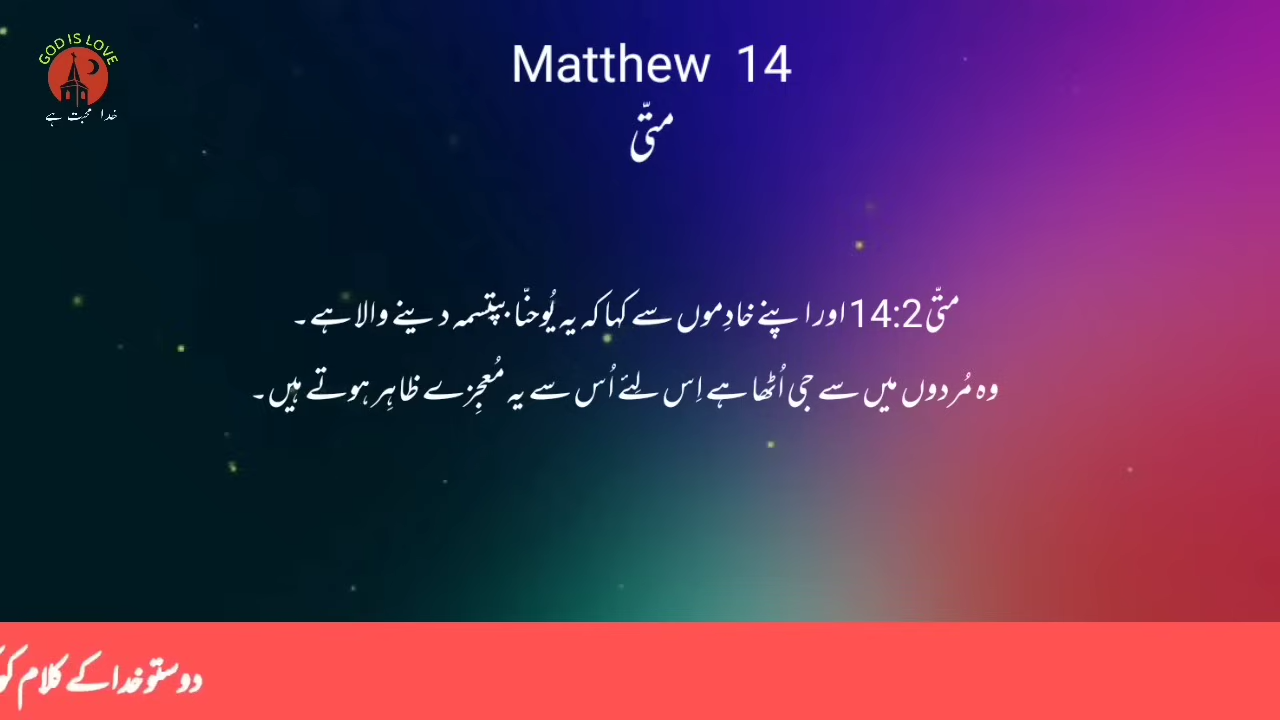 GOD IS LOVE
خدا محبت ہے
Matthew 14
متّی
متّی 14:2 اور اپنے خادِموں سے کہا کہ یہ یُوحنّا بپتسمہ دینے والا ہے۔
وہ مُردوں میں سے جی اُٹھا ہے اِس لِئے اُس سے یہ مُعجِزے ظاہِر ہوتے ہیں۔
دوستو خدا کے کلام کو